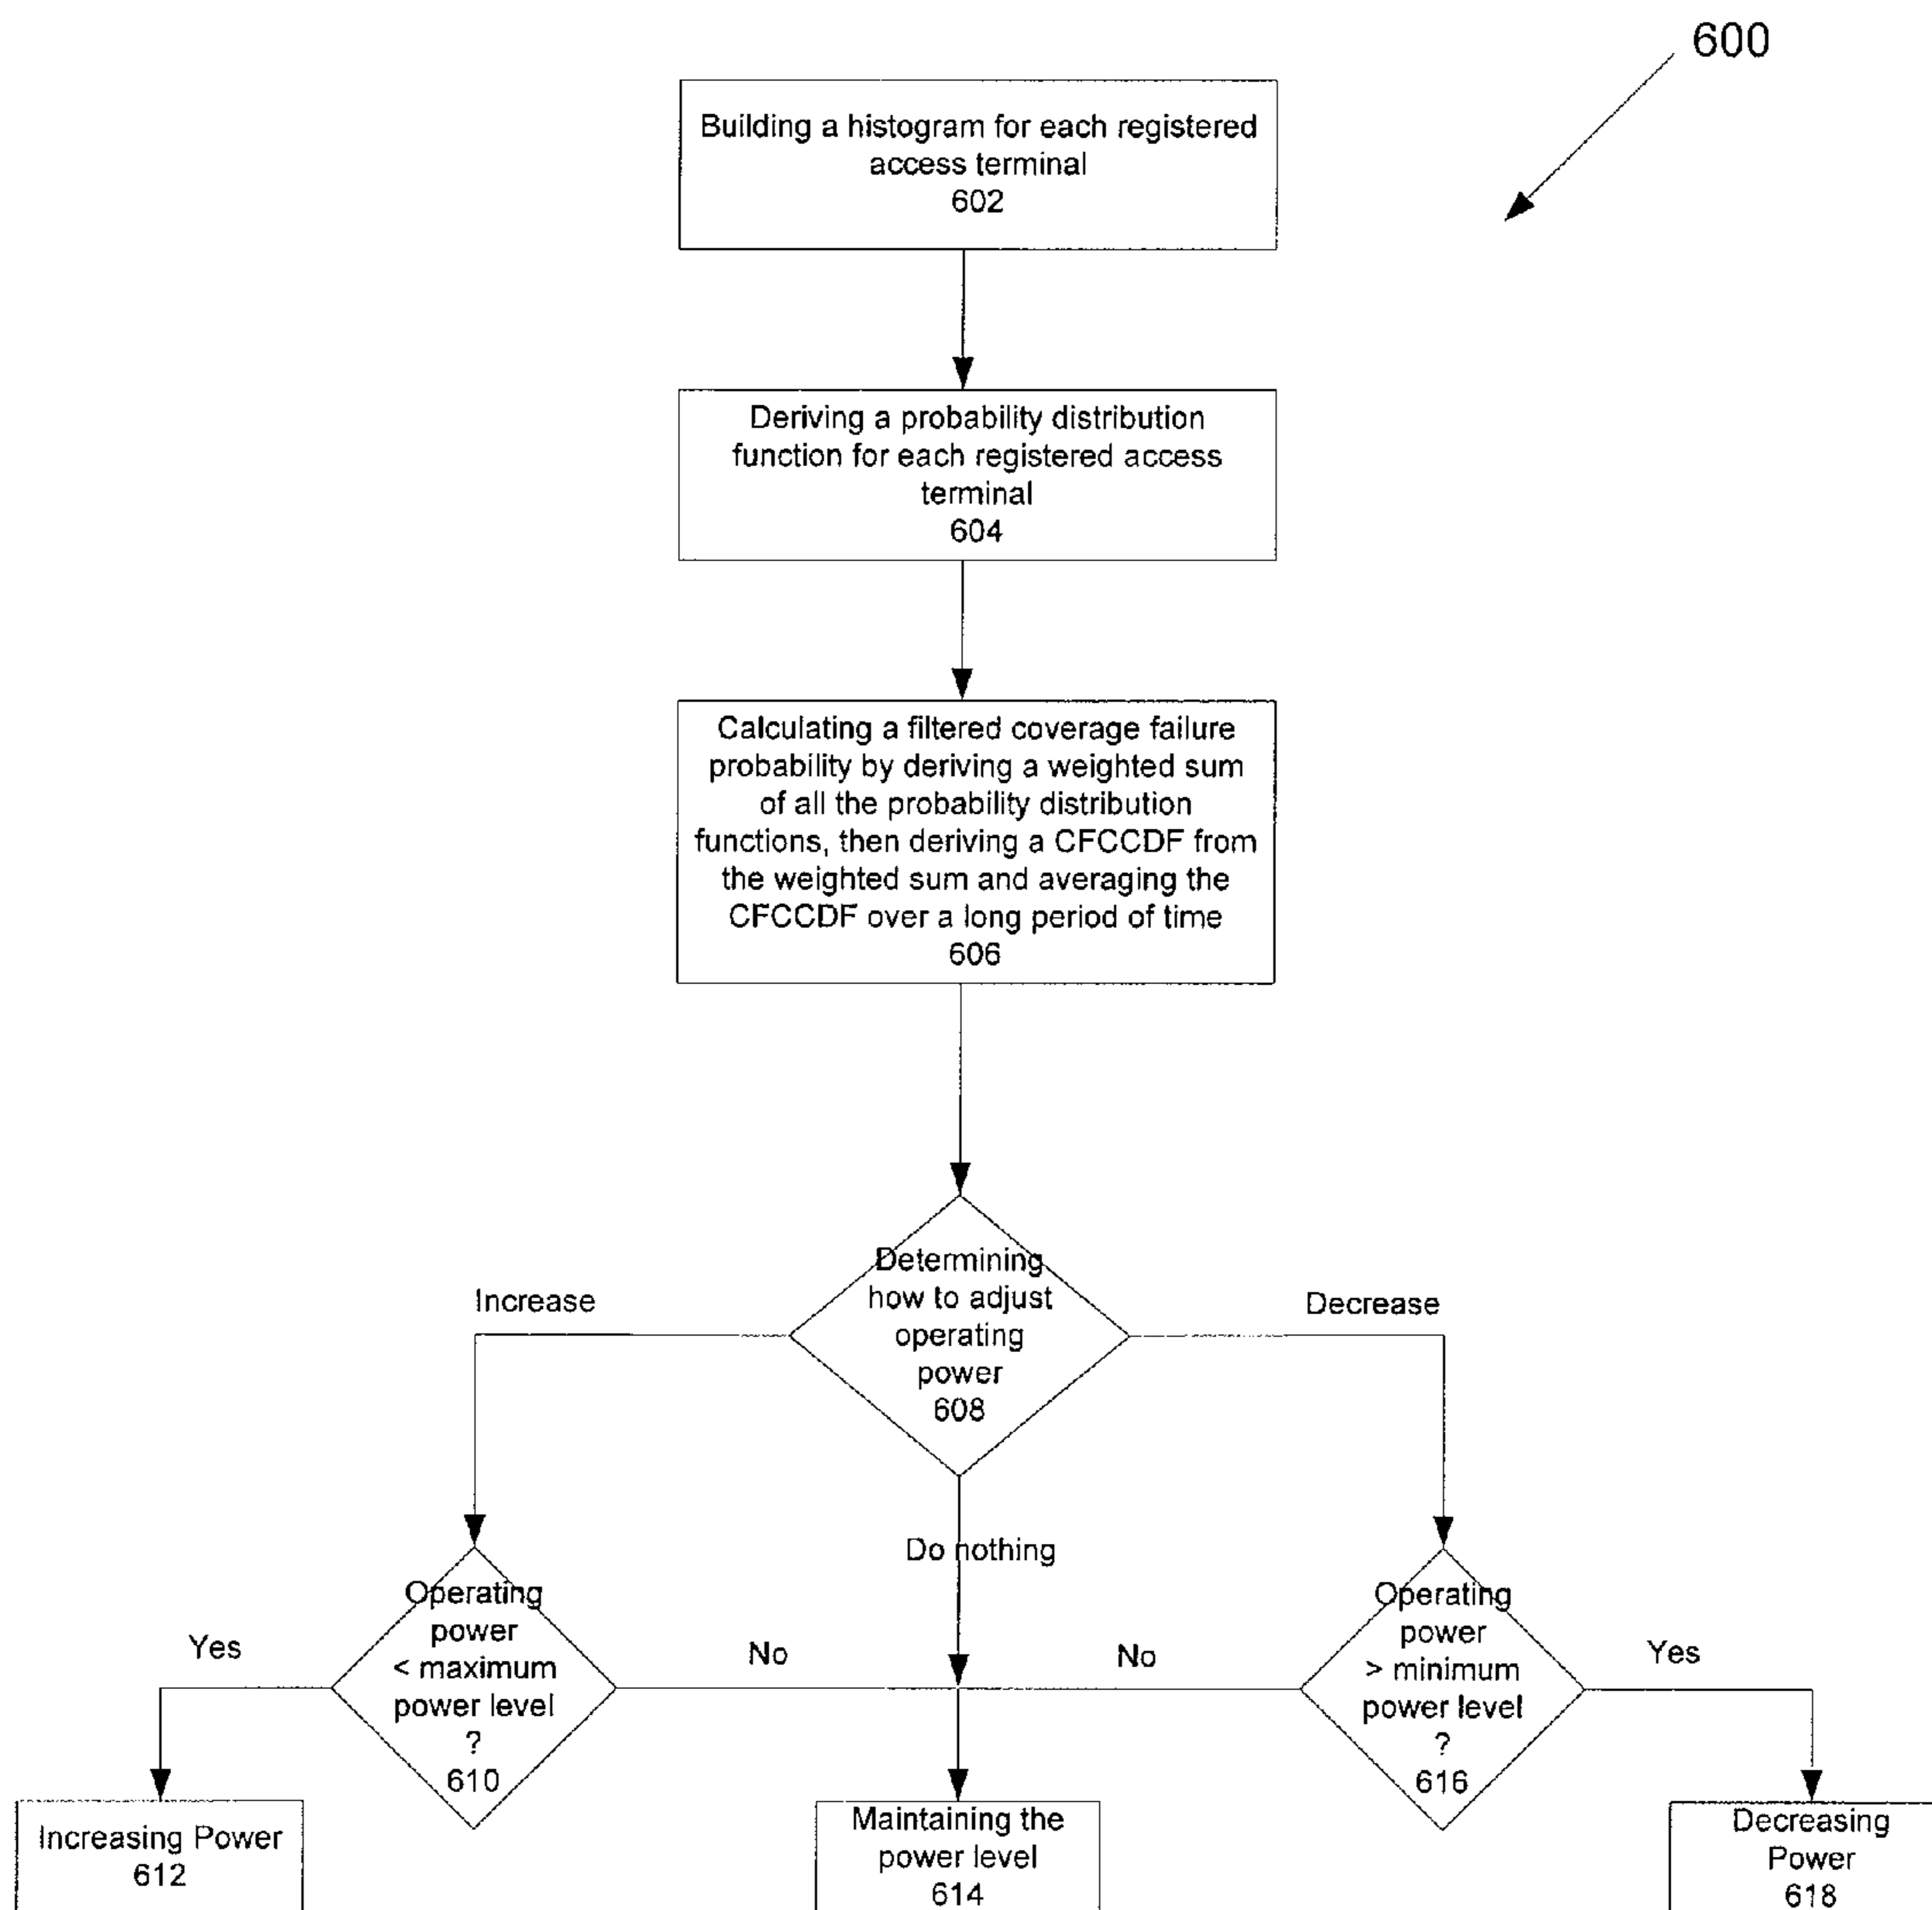 600
Building a histogram for each registered
access terminal
602
Deriving a probability distribution
function for each registered access
terminal
604
Calculating a filtered coverage failure
probability by deriving a weighted sum
of all the probability distribution
functions, then deriving a CFCCDF from
the weighted sum and averaging the
CFCCDF over a long period of time
606
Determining
how to adjust
operating
power
608
Increase
Decrease
Do nothing
Operating
power
< maximum
power level
?
610
Yes
No
No
Operating
power
> minimum
power level
?
616
Yes
Increasing Power
612
Maintaining the
power level
614
Decreasing
Power
618